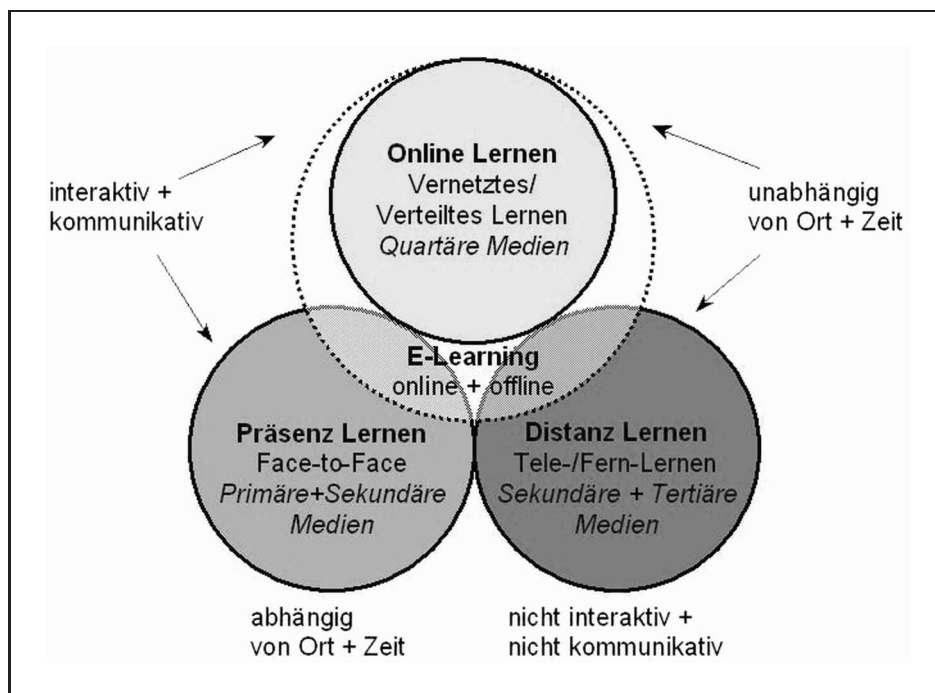 Online Lernen
Vernetztes/
Verteiltes Lernen
Quartäre Medien
interaktiv +
kommunikativ
unabhängig
von Ort + Zeit
E-Learning
online + offline
Präsenz Lernen
Face-to-Face
Primäre+Sekundäre
Medien
Distanz Lernen
Tele-/Fern-Lernen
Sekundäre + Tertiäre
Medien
abhängig
von Ort + Zeit
nicht interaktiv +
nicht kommunikativ